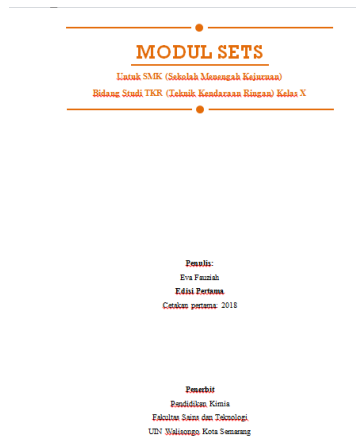 MODUL SETS
Untuk SMK (Sekolah Menengah Kejuruan)
Bidang Studi TKR (Teknik Kendaraan Ringan) Kelas X
Penulis:
Eva Fauziah
Edisi Pertama
Cetakan pertama: 2018
Penerbit
Pendidikan Kimia
Fakultas Sains dan Teknologi
UIN Walisongo Kota Semarang